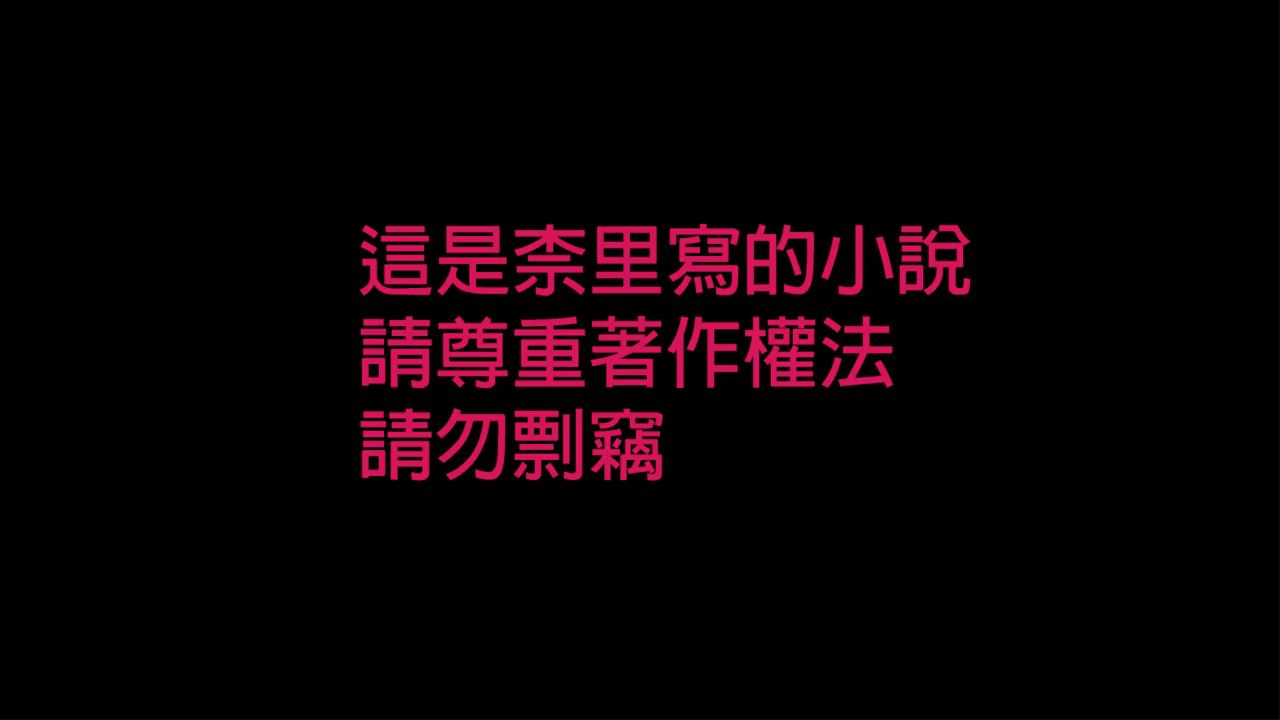 這是柰里寫的小說
請尊重著作權法
請勿剽竊